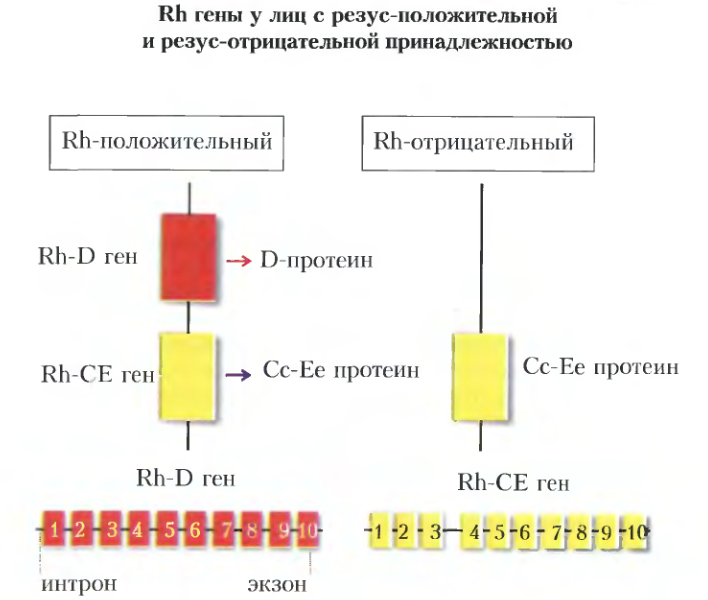 Rh гены у лиц с резус-положительной
и резус-отрицательной принадлежностью
Rh-положительный
Rh-отрицательный
Rh-D ген
D-протеин
Rh-CE ген
Cc-Ee протеин
Cc-Ee протеин
Rh-D ген
Rh-CE ген
1 2 3 4 5 6 7 8 9 10
1 2 3 4 5 6 7 8 9 10
интрон
экзон